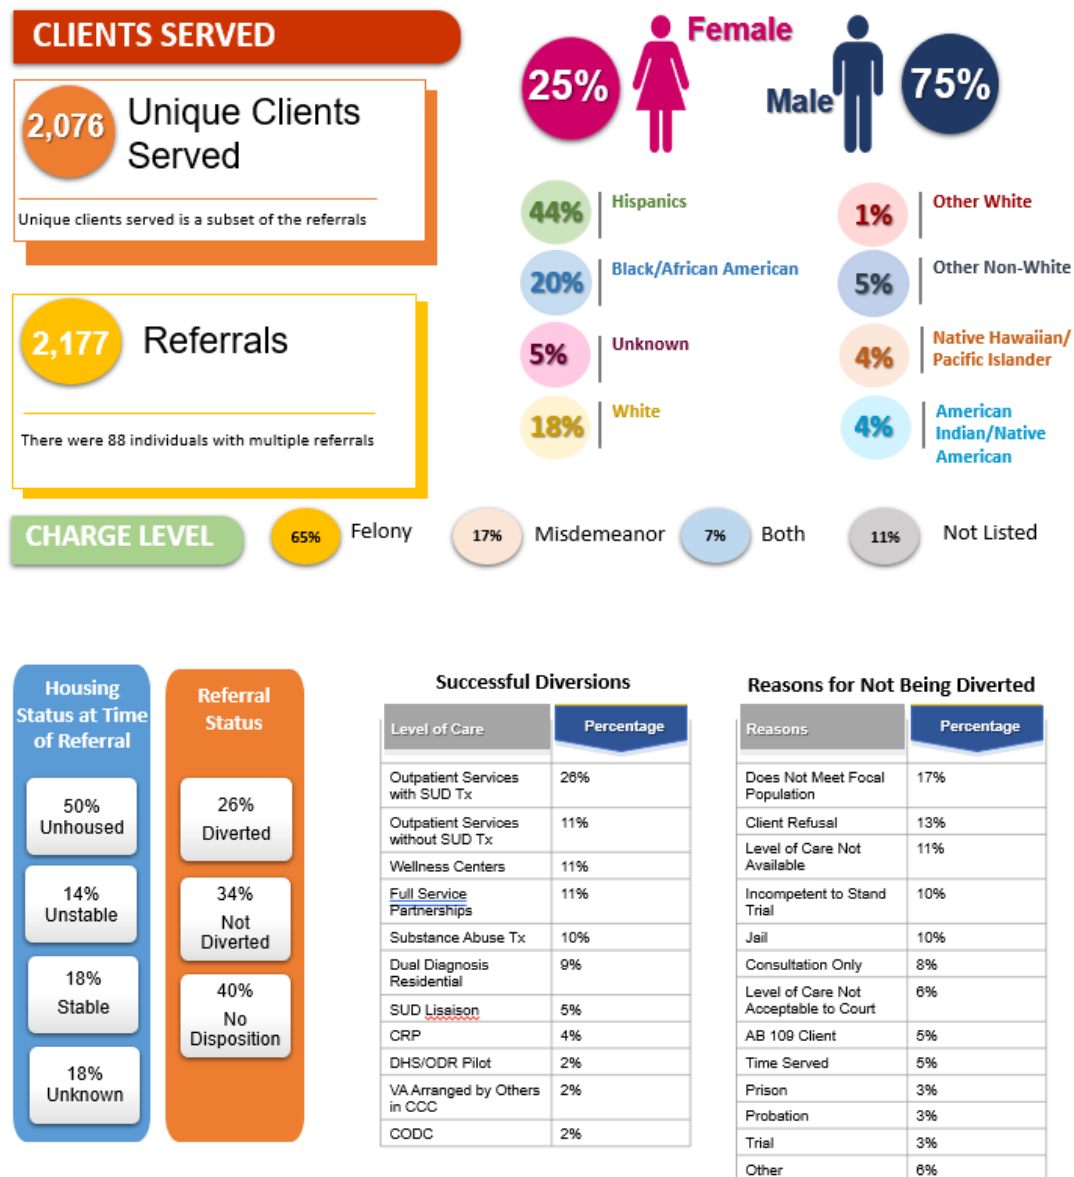 CLIENTS SERVED
2,076
Unique Clients
Served
Unique clients served is a subset of the referrals
2,177
Referrals
There were 88 individuals with multiple referrals
25%
Female
Male
75%
44%
Hispanics
20%
Black/African American
5%
Unknown
18%
White
1%
Other White
5%
Other Non-White
4%
Native Hawaiian/
Pacific Islander
4%
American
Indian/Native
American
CHARGE LEVEL
65%
Felony
17%
Misdemeanor
7%
Both
11%
Not Listed
Housing
Status at Time
of Referral
50%
Unhoused
14%
Unstable
18%
Stable
18%
Unknown
Referral
Status
26%
Diverted
34%
Not
Diverted
40%
No
Disposition
Successful Diversions
Level of Care Percentage
Outpatient Services 26%
with SUD Tx
Outpatient Services 11%
without SUD Tx
Wellness Centers 11%
Full Service 11%
Partnerships
Substance Abuse Tx 10%
Dual Diagnosis 9%
Residential
SUD Lisaison 5%
CRP 4%
DHS/ODR Pilot 2%
VA Arranged by Others 2%
in CCC
CODC 2%
Reasons for Not Being Diverted
Reasons Percentage
Does Not Meet Focal 17%
Population
Client Refusal 13%
Level of Care Not 11%
Available
Incompetent to Stand 10%
Trial
Jail 10%
Consultation Only 8%
Level of Care Not 6%
Acceptable to Court
AB 109 Client 5%
Time Served 5%
Prison 3%
Probation 3%
Trial 3%
Other 6%